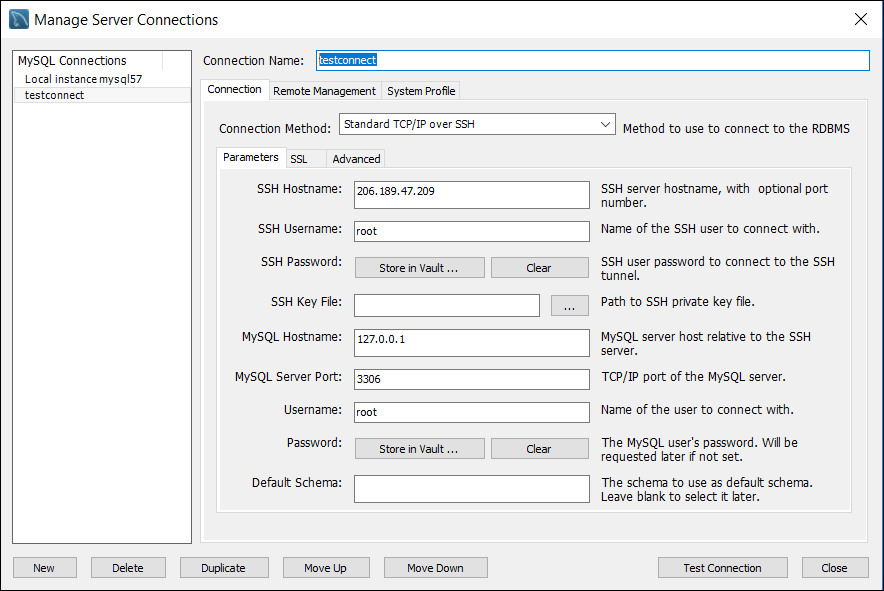 Manage Server Connections
MySQL Connections
Local instance mysql57
testconnect
Connection Name:
testconnect
Connection
Remote Management
System Profile
Connection Method:
Standard TCP/IP over SSH
Method to use to connect to the RDBMS
Parameters
SSL
Advanced
SSH Hostname:
206.189.47.209
SSH server hostname, with optional port
number.
SSH Username:
root
Name of the SSH user to connect with.
SSH Password:
Store in Vault ...
Clear
SSH user password to connect to the SSH
tunnel.
SSH Key File:
...
Path to SSH private key file.
MySQL Hostname:
127.0.0.1
MySQL server host relative to the SSH
server.
MySQL Server Port:
3306
TCP/IP port of the MySQL server.
Username:
root
Name of the user to connect with.
Password:
Store in Vault ...
Clear
The MySQL user's password. Will be
requested later if not set.
Default Schema:
The schema to use as default schema.
Leave blank to select it later.
New
Delete
Duplicate
Move Up
Move Down
Test Connection
Close